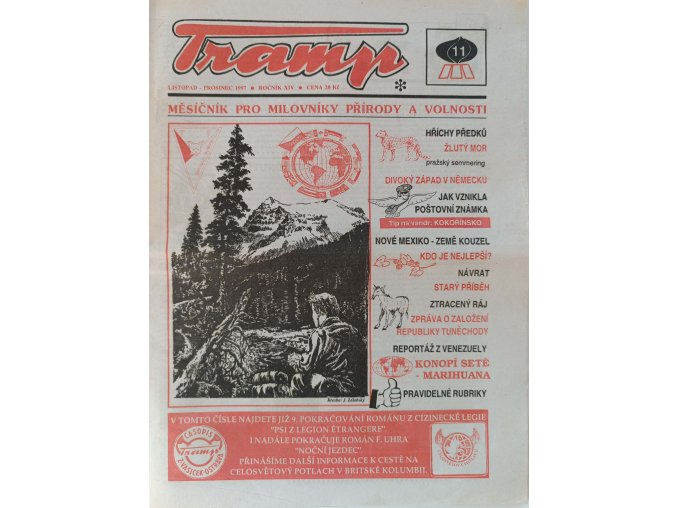 Tramp
11
LISTOPAD - PROSINEC 1997 ● ROČNÍK XIV ● CENA 20 Kč
MĚSÍČNÍK PRO MILOVNÍKY PŘÍRODY A VOLNOSTI
HŘÍCHY PŘEDKŮ
ŽLUTÝ MOR
pražský semmering
DIVOKÝ ZÁPAD V NĚMECKU
JAK VZNIKLA
POŠTOVNÍ ZNÁMKA
Tip na vandr: KOKOŘÍNSKO
NOVÉ MEXIKO - ZEMĚ KOUZEL
KDO JE NEJLEPŠÍ?
NÁVRAT
STARÝ PŘÍBĚH
ZTRACENÝ RÁJ
ZPRÁVA O ZALOŽENÍ
REPUBLIKY TUNĚCHODY
REPORTÁŽ Z VENEZUELY
KONOPÍ SETÉ
- MARIHUANA
PRAVIDELNÉ RUBRIKY
V TOMTO ČÍSLE NAJDETE JIŽ 9. POKRAČOVÁNÍ ROMÁNU Z CIZINECKÉ LEGIE
"PSI Z LEGION ÉTRANGERE".
I NADÁLE POKRAČUJE ROMÁN F. UHRA
"NOČNÍ JEZDEC".
PŘINÁŠÍME DALŠÍ INFORMACE K CESTĚ NA
CELOSVĚTOVÝ POTLACH V BRITSKÉ KOLUMBII.
ČASOPIS
Tramp